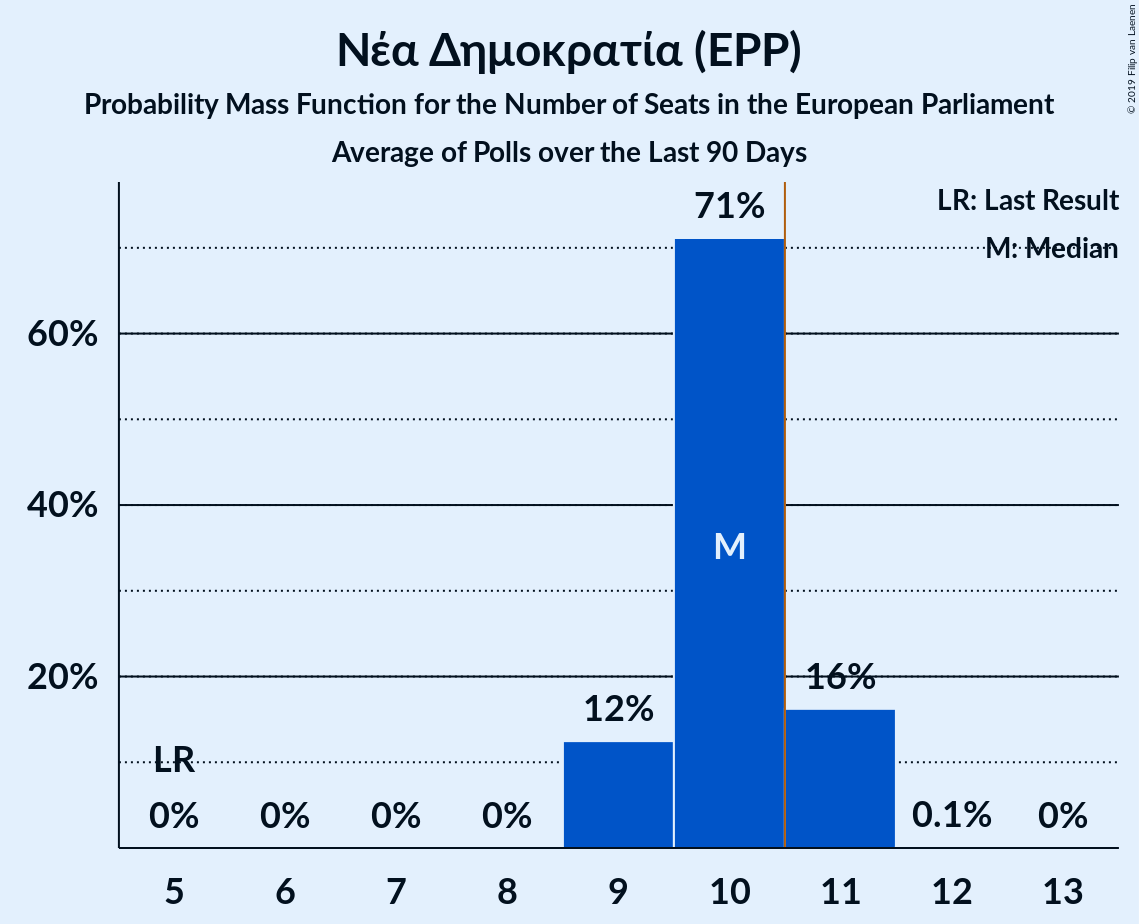 Νέα Δημοκρατία (EPP)
Probability Mass Function for the Number of Seats in the European Parliament
Average of Polls over the Last 90 Days
© 2019 Filip van Laenen
LR: Last Result
M: Median
71%
60%
40%
M
20%
16%
12%
LR
0%
0%
0%
0%
0.1%
0%
5
6
7
8
9
10
11
12
13